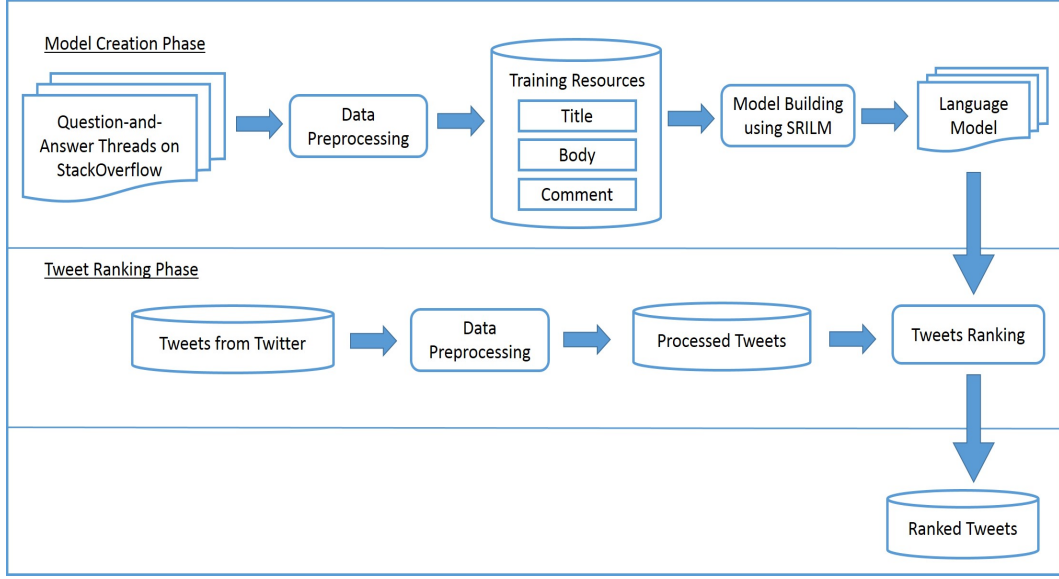 Model Creation Phase
Question-and-
Answer Threads on
StackOverflow
Data
Preprocessing
Training Resources
Title
Body
Comment
Model Building
using SRILM
Language
Model
Tweet Ranking Phase
Tweets from Twitter
Data
Preprocessing
Processed Tweets
Tweets Ranking
Ranked Tweets